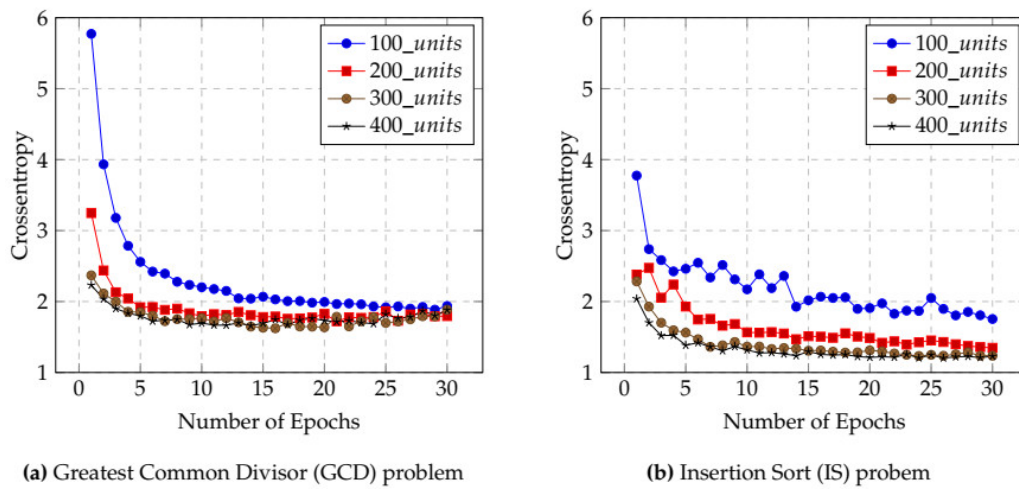 6
5
4
3
2
1
Crossentropy
0 5 10 15 20 25 30
Number of Epochs
100_units
200_units
300_units
400_units
(a) Greatest Common Divisor (GCD) problem
6
5
4
3
2
1
Crossentropy
0 5 10 15 20 25 30
Number of Epochs
100_units
200_units
300_units
400_units
(b) Insertion Sort (IS) probem